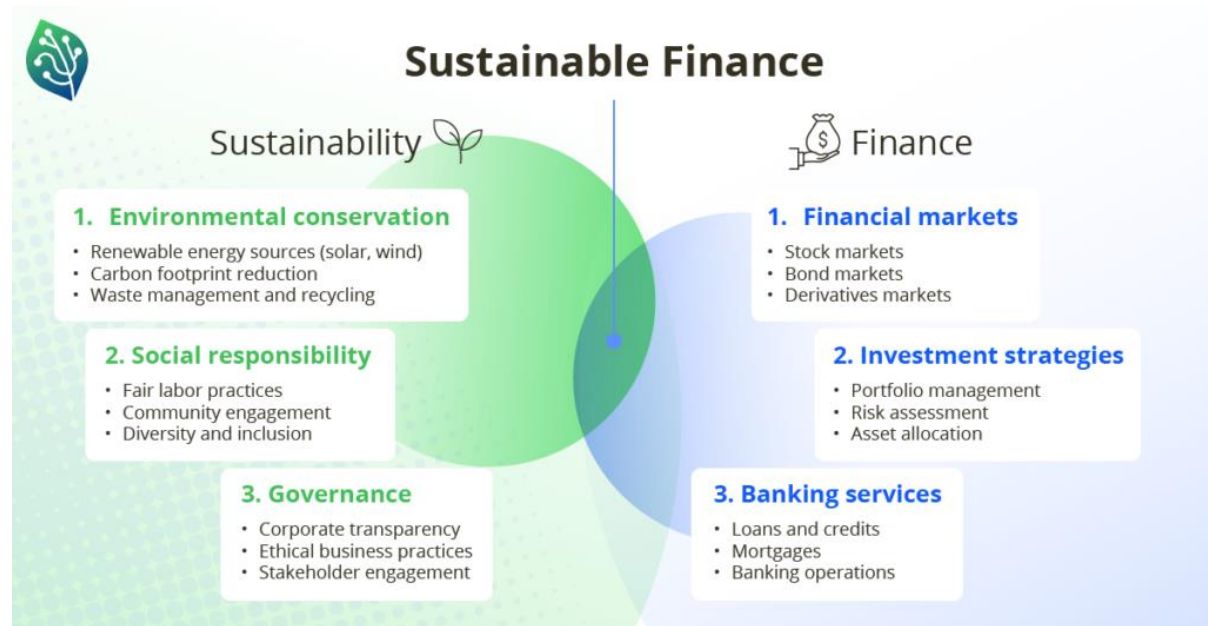 Sustainable Finance
Sustainability
1. Environmental conservation
• Renewable energy sources (solar, wind)
• Carbon footprint reduction
• Waste management and recycling
2. Social responsibility
• Fair labor practices
• Community engagement
• Diversity and inclusion
3. Governance
• Corporate transparency
• Ethical business practices
• Stakeholder engagement
$ Finance
1. Financial markets
• Stock markets
• Bond markets
• Derivatives markets
2. Investment strategies
• Portfolio management
• Risk assessment
• Asset allocation
3. Banking services
• Loans and credits
• Mortgages
• Banking operations